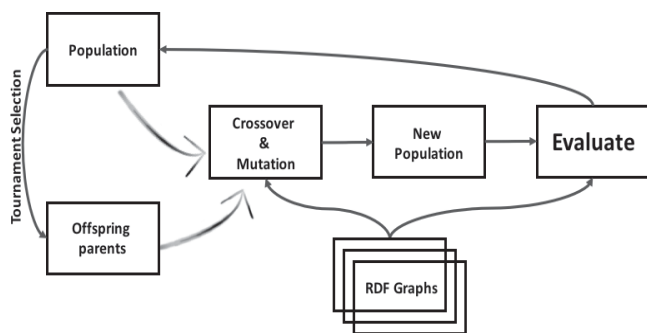 Population
Tournament Selection
Crossover
&
Mutation
New
Population
Evaluate
Offspring
parents
RDF Graphs